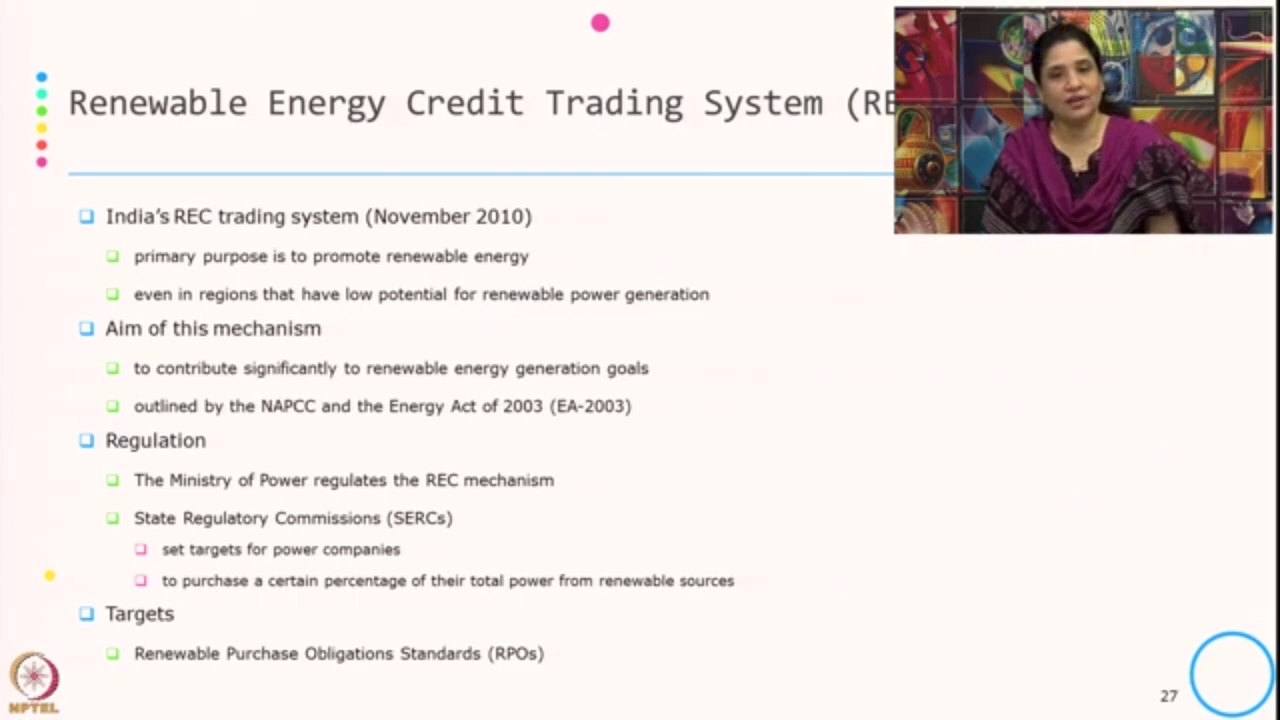 Renewable Energy Credit Trading System (RE
India's REC trading system (November 2010)
primary purpose is to promote renewable energy
even in regions that have low potential for renewable power generation
Aim of this mechanism
to contribute significantly to renewable energy generation goals
outlined by the NAPCC and the Energy Act of 2003 (EA-2003)
Regulation
The Ministry of Power regulates the REC mechanism
State Regulatory Commissions (SERCs)
set targets for power companies
to purchase a certain percentage of their total power from renewable sources
Targets
Renewable Purchase Obligations Standards (RPOs)
NPTEL
27